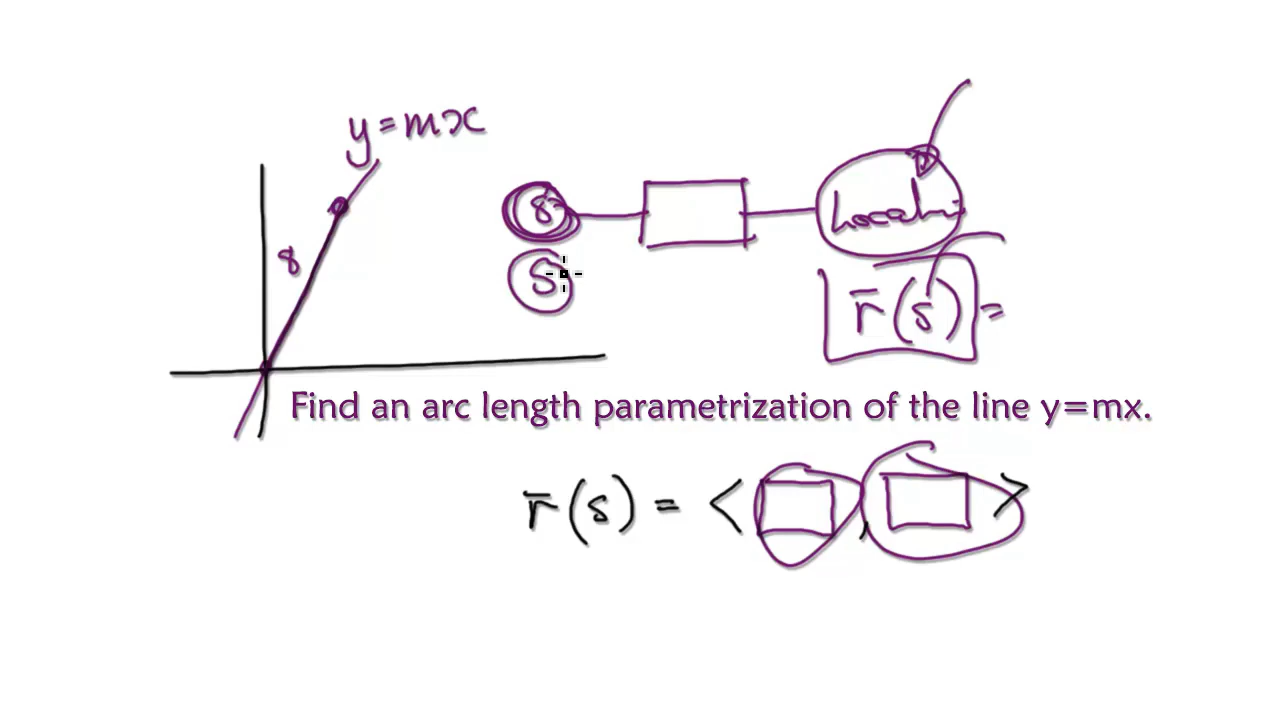 y=mx
8
8
S
r̄(s) =
Find an arc length parametrization of the line y=mx.
r̄(s) = < , >